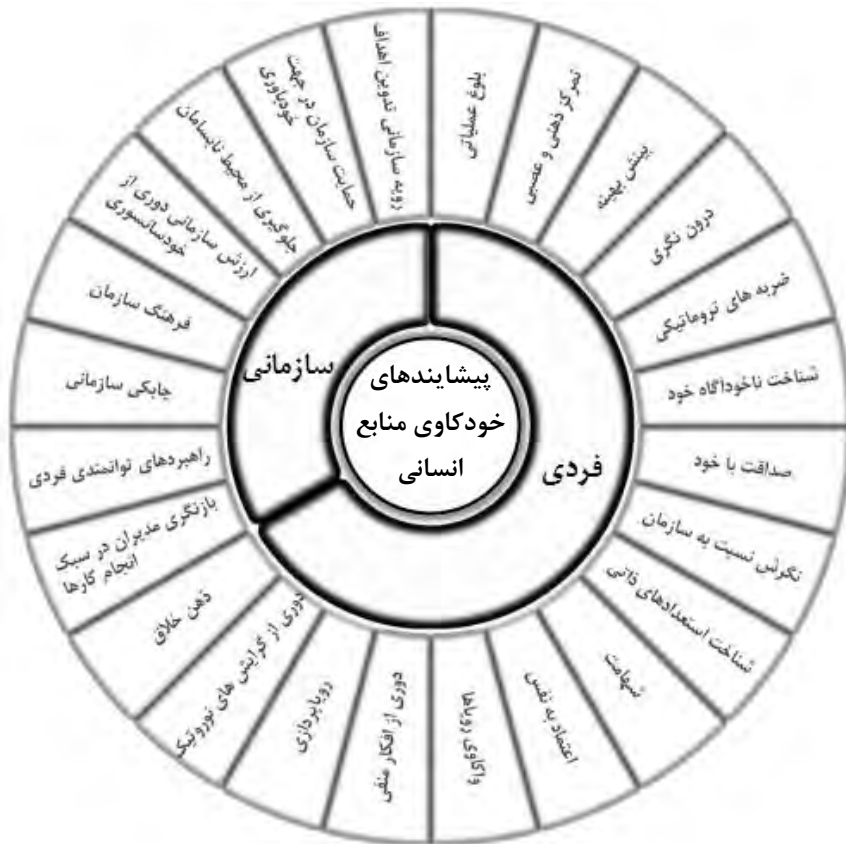 پیشایندهای
خودکاوی منابع
انسانی
فردی
سازمانی
بلوغ عملیاتی
تمرکز ذهنی و عصبی
بینش بهینه
درون نگری
ضربه های تروماتیکی
شناخت ناخوداگاه خود
صداقت با خود
نگرش نسبت به سازمان
شناخت استعدادهای ذاتی
شهامت
اعتماد به نفس
واکاوی رویاها
دوری از افکار منفی
رویاپردازی
دوری از گرایش های نوروتیک
ذهن خلاق
بازنگری مدیران در سبک
انجام کارها
راهبردهای توانمندی فردی
چابکی سازمانی
فرهنگ سازمان
ارزش سازمانی دوری از
خودسانسوری
جلوگیری از محیط نابسامان
حمایت سازمان در جهت
خودباوری
رویه سازمانی تدوین اهداف